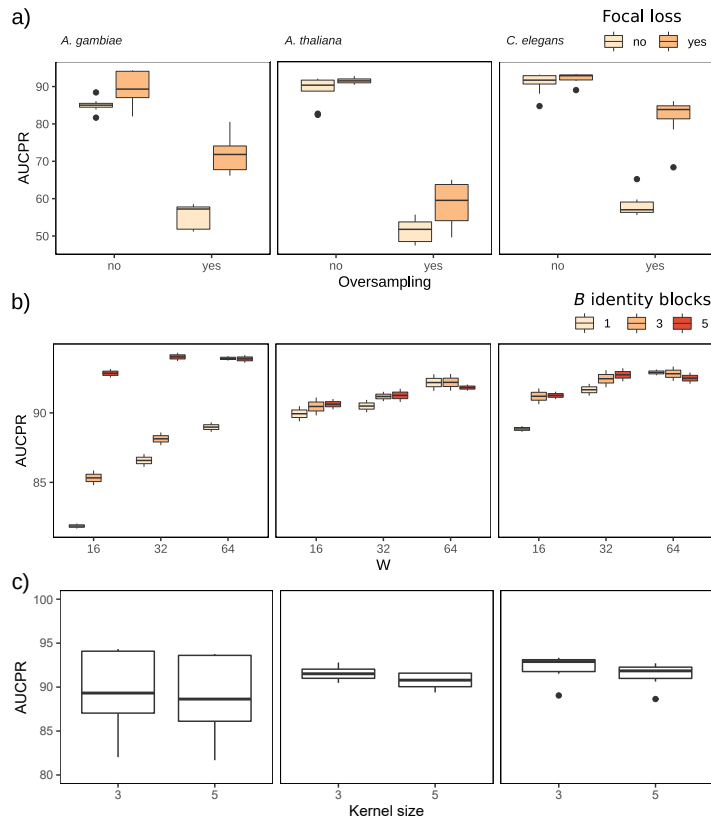 a)
Focal loss
no yes
A. gambiae A. thaliana C. elegans
90
80
70
60
50
AUCPR
no yes no yes no yes
Oversampling
b)
B identity blocks
1 3 5
90
85
AUCPR
16 32 64 16 32 64 16 32 64
W
c)
100
95
90
85
80
AUCPR
3 5 3 5 3 5
Kernel size